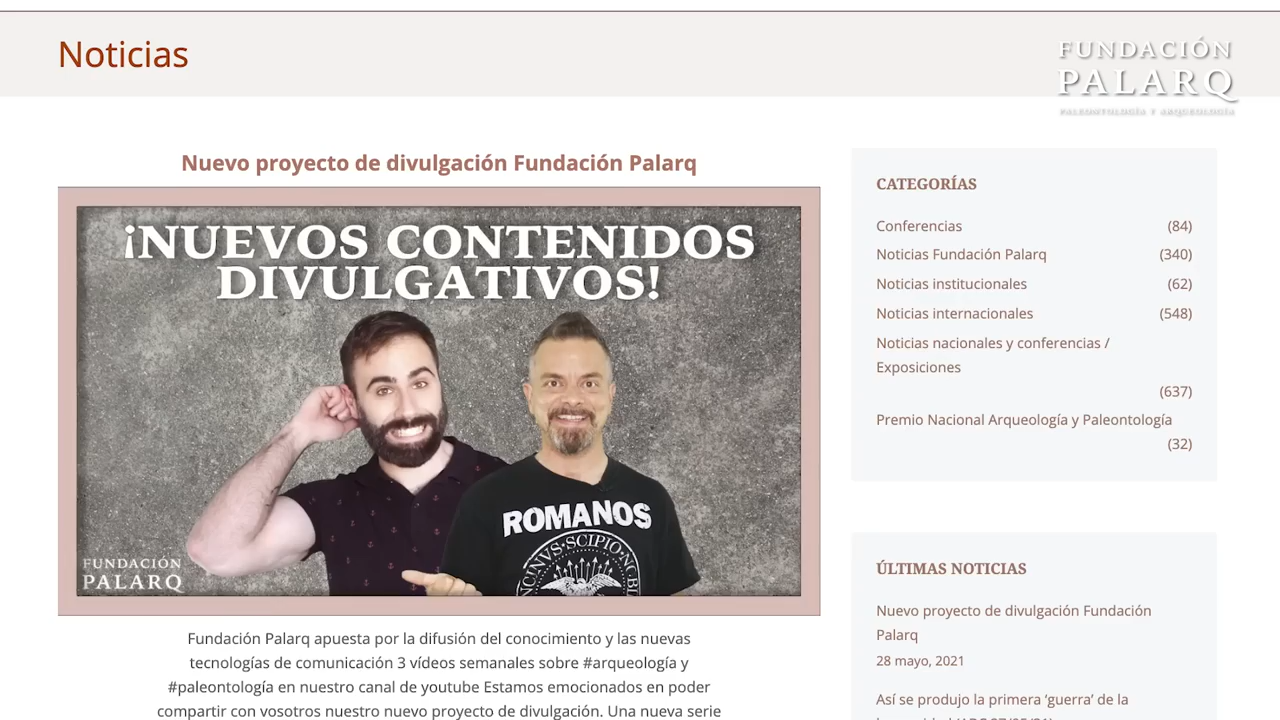 Noticias
FUNDACIÓN
PALARQ
PALEONTOLOGÍA Y ARQUEOLOGÍA
Nuevo proyecto de divulgación Fundación Palarq
¡NUEVOS CONTENIDOS
DIVULGATIVOS!
ROMANOS
SCIPIO
FUNDACIÓN
PALARQ
Fundación Palarq apuesta por la difusión del conocimiento y las nuevas
tecnologías de comunicación 3 vídeos semanales sobre #arqueología y
#paleontología en nuestro canal de youtube Estamos emocionados en poder
compartir con vosotros nuestro nuevo proyecto de divulgación. Una nueva serie
CATEGORÍAS
Conferencias (84)
Noticias Fundación Palarq (340)
Noticias institucionales (62)
Noticias internacionales (548)
Noticias nacionales y conferencias /
Exposiciones
(637)
Premio Nacional Arqueología y Paleontología
(32)
ÚLTIMAS NOTICIAS
Nuevo proyecto de divulgación Fundación
Palarq
28 mayo, 2021
Así se produjo la primera ‘guerra’ de la